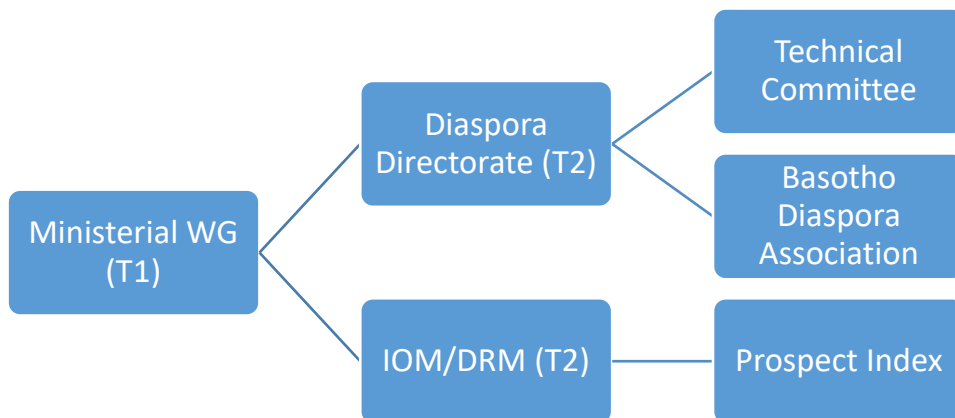 Ministerial WG
(T1)
Diaspora
Directorate (T2)
Technical
Committee
Basotho
Diaspora
Association
IOM/DRM (T2)
Prospect Index